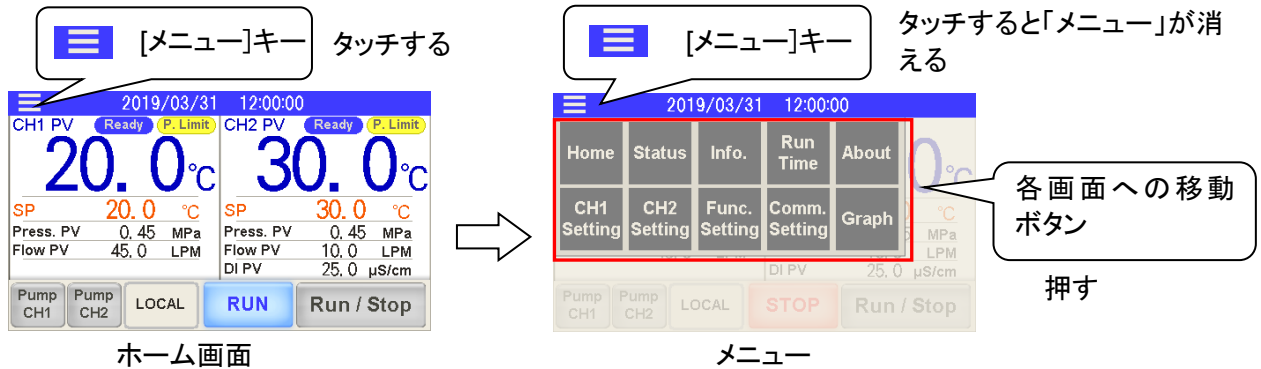 [メニュー]キー タッチする
2019/03/31 12:00:00
CH1 PV Ready P. Limit CH2 PV Ready P. Limit
20.0℃ 30.0℃
SP 20.0 ℃ SP 30.0 ℃
Press. PV 0.45 MPa Press. PV 0.45 MPa
Flow PV 45.0 LPM Flow PV 10.0 LPM
DI PV 25.0 μS/cm
Pump CH1 Pump CH2 LOCAL RUN Run / Stop
ホーム画面
[メニュー]キー
タッチすると「メニュー」が消
える
2019/03/31 12:00:00
Home Status Info. Run Time About
CH1 Setting CH2 Setting Func. Setting Comm. Setting Graph
0℃
0 ℃
5 MPa
LPM
DI PV 25.0 μS/cm
Pump CH1 Pump CH2 LOCAL STOP Run / Stop
メニュー
各画面への移動
ボタン
押す